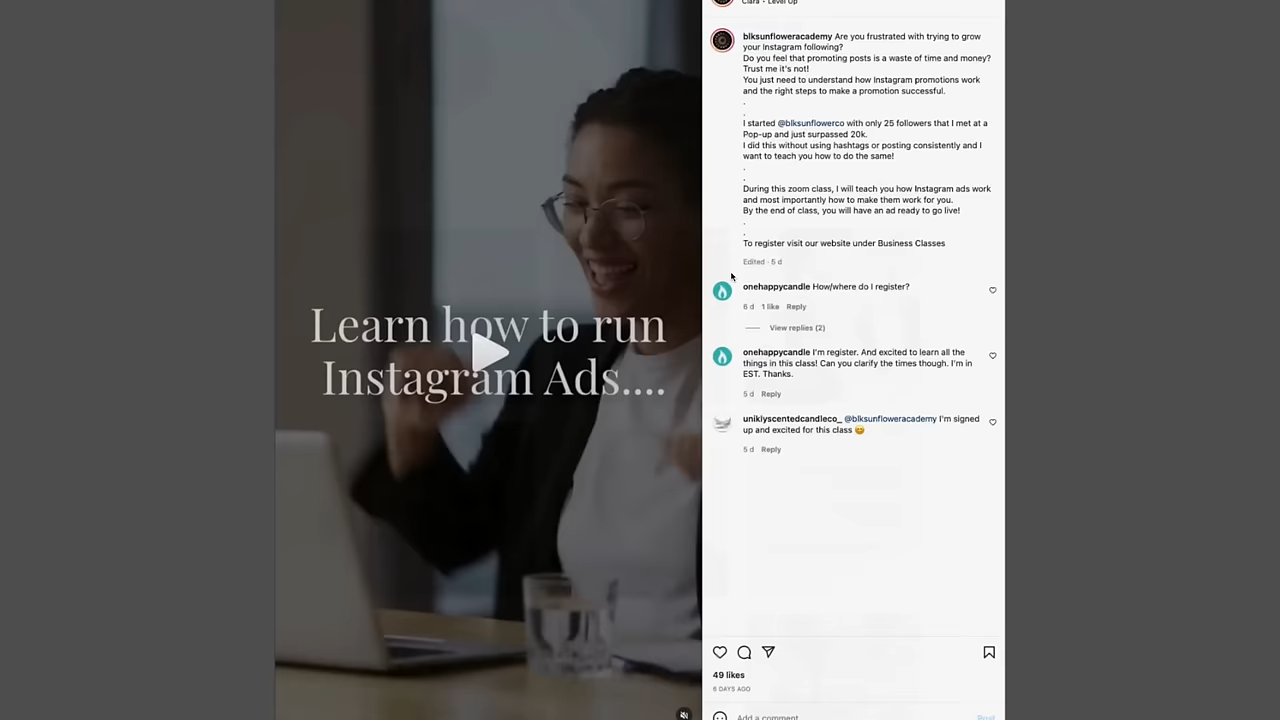 Clara • Level Up
blksunfloweracademy Are you frustrated with trying to grow
your Instagram following?
Do you feel that promoting posts is a waste of time and money?
Trust me it's not!
You just need to understand how Instagram promotions work
and the right steps to make a promotion successful.
.
.
I started @blksunflowerco with only 25 followers that I met at a
Pop-up and just surpassed 20k.
I did this without using hashtags or posting consistently and I
want to teach you how to do the same!
.
.
During this zoom class, I will teach you how Instagram ads work
and most importantly how to make them work for you.
By the end of class, you will have an ad ready to go live!
.
.
To register visit our website under Business Classes
Edited · 5 d
onehappycandle How/where do I register?
6 d 1 like Reply
View replies (2)
onehappycandle I'm register. And excited to learn all the
things in this class! Can you clarify the times though. I'm in
EST. Thanks.
5 d Reply
unikiyscentedcandleco_ @blksunfloweracademy I'm signed
up and excited for this class 😊
5 d Reply
49 likes
6 DAYS AGO
Add a comment...
Post
Learn how to run
Instagram Ads....